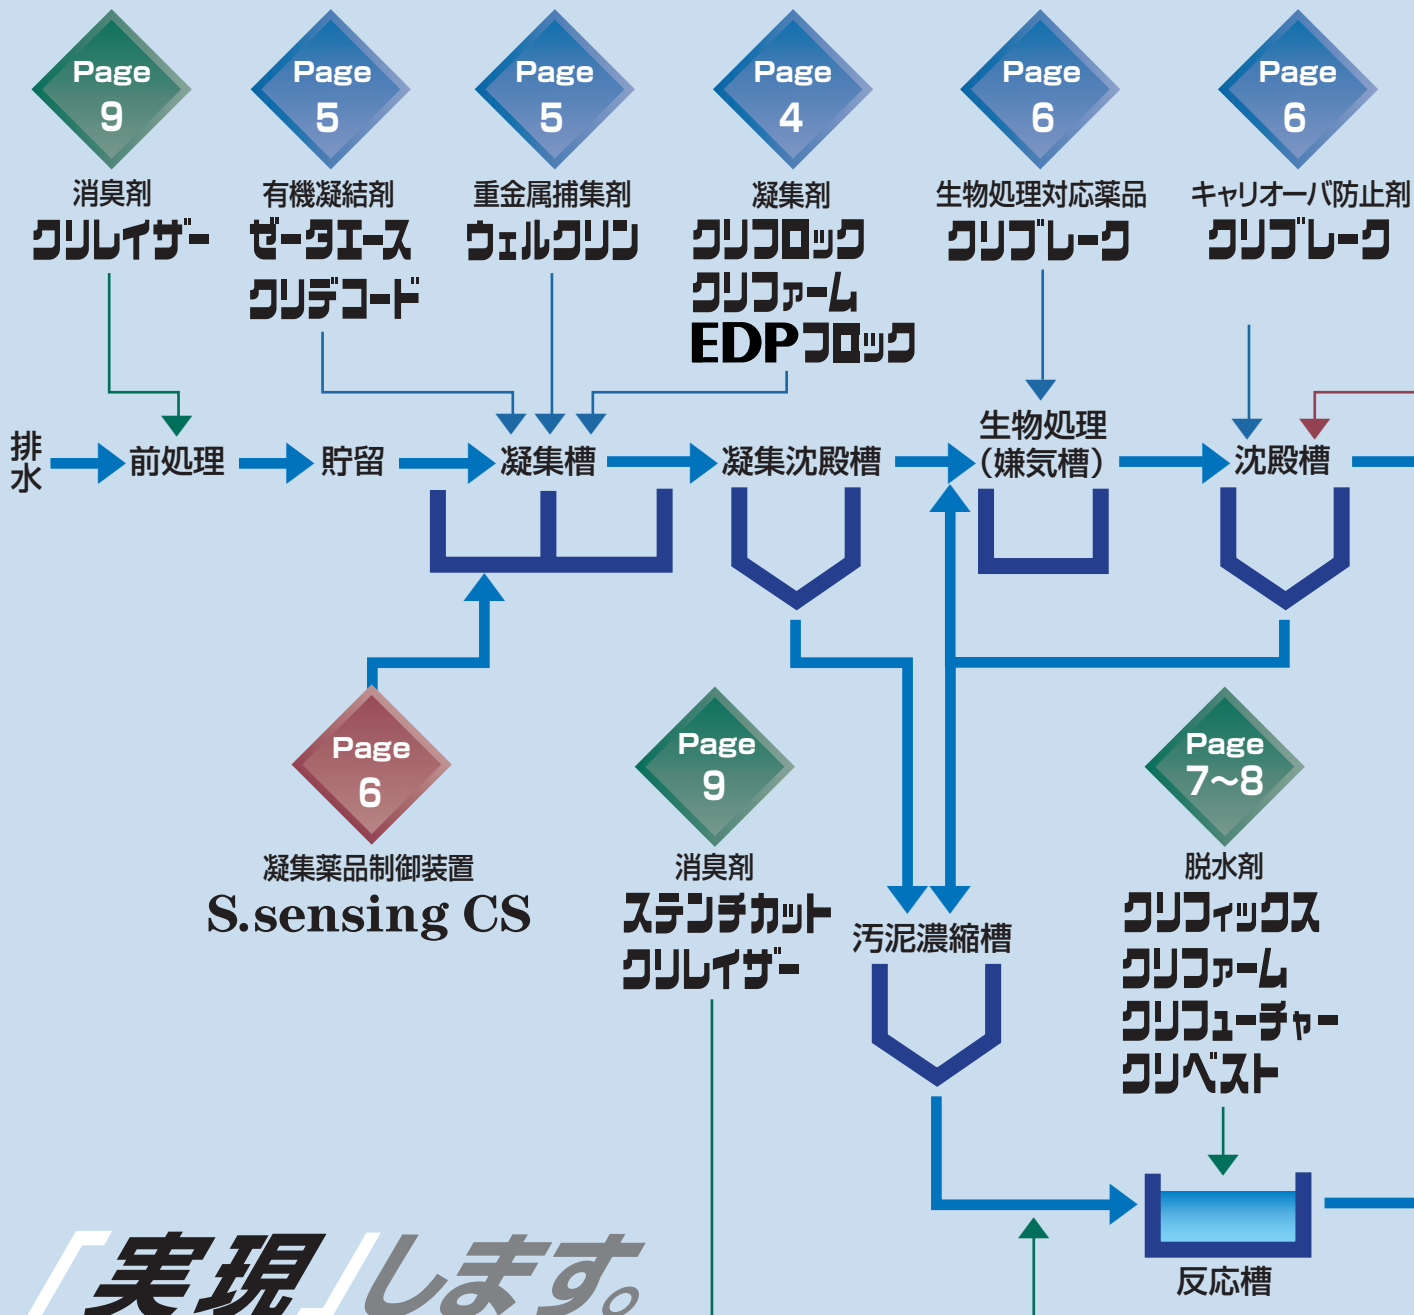 Page
9
消臭剤
クリレイザー
Page
5
有機凝結剤
ゼータエース
クリデコード
Page
5
重金属捕集剤
ウェルクリン
Page
4
凝集剤
クリフロック
クリファーム
EDPフロック
Page
6
生物処理対応薬品
クリブレーク
Page
6
キャリオーバ防止剤
クリブレーク
排水
前処理
貯留
凝集槽
凝集沈殿槽
生物処理
（嫌気槽）
沈殿槽
Page
6
凝集薬品制御装置
S.sensing CS
Page
9
消臭剤
ステンチカット
クリレイザー
汚泥濃縮槽
Page
7〜8
脱水剤
クリフィックス
クリファーム
クリフューチャー
クリベスト
反応槽
「実現」します。